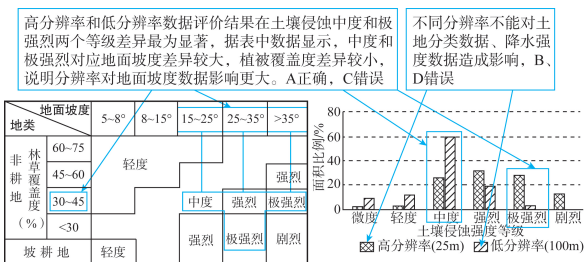 高分辨率和低分辨率数据评价结果在土壤侵蚀中度和极
强烈两个等级差异最为显著，据表中数据显示，中度和
极强烈对应地面坡度差异较大，植被覆盖度差异较小，
说明分辨率对地面坡度数据影响更大。A正确，C错误
不同分辨率不能对土
地分类数据、降水强
度数据造成影响，B、
D错误
地面坡度
地类
5~8° 8~15° 15~25° 25~35° >35°
非耕地
林草覆盖度(%)
60~75
45~60
30~45
<30
轻度
强烈
中度 强烈 极强烈
强烈 极强烈 剧烈
坡耕地 轻度
面积比例/%
80
60
40
20
0
微度 轻度 中度 强烈 极强烈 剧烈
土壤侵蚀强度等级
高分辨率(25m) 低分辨率(100m)